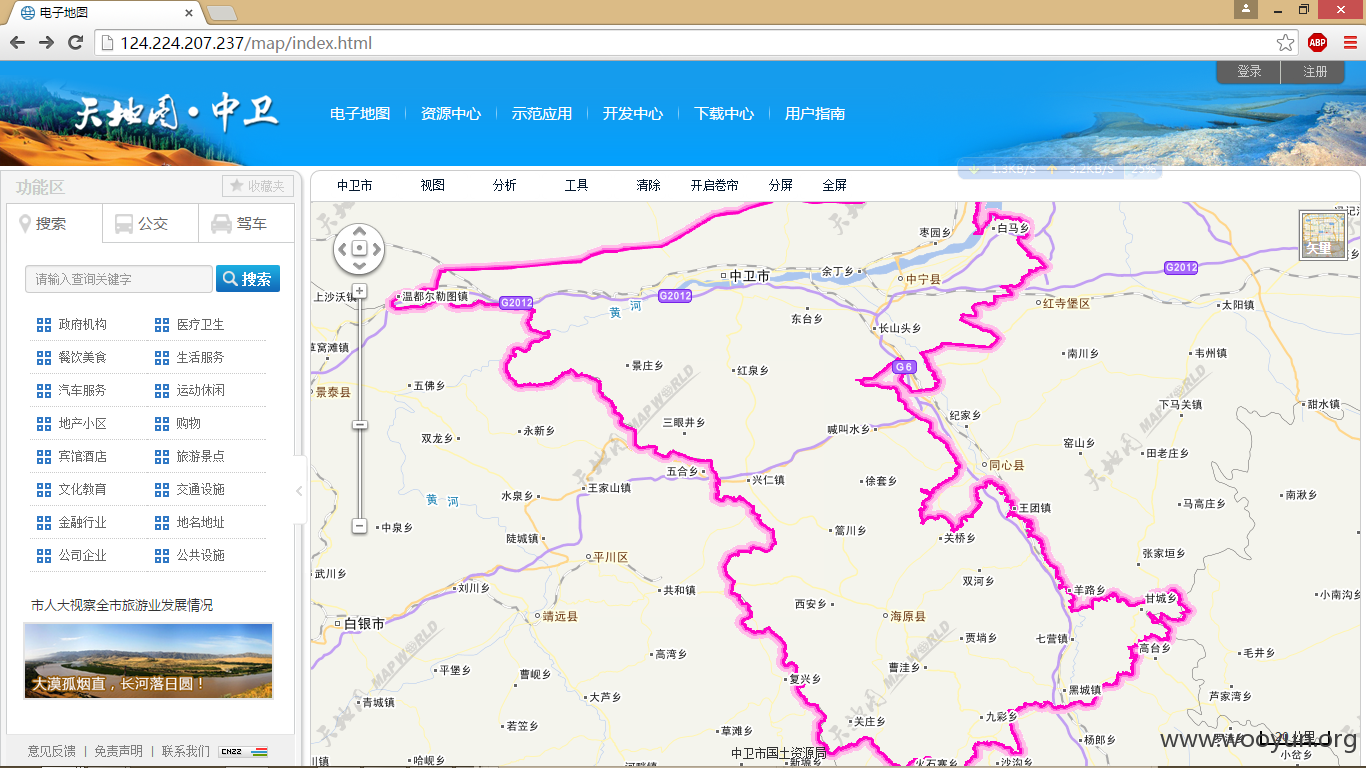 电子地图
124.224.207.237/map/index.html
ABP
登录 注册
天地图·中卫
电子地图 资源中心 示范应用 开发中心 下载中心 用户指南
1.3KB/S 3.2KB/S
功能区 收藏夹
搜索 公交 驾车
请输入查询关键字 搜索
政府机构 医疗卫生
餐饮美食 生活服务
汽车服务 运动休闲
地产小区 购物
宾馆酒店 旅游景点
文化教育 交通设施
金融行业 地名地址
公司企业 公共设施
市人大视察全市旅游业发展情况
大漠孤烟直，长河落日圆！
意见反馈 | 免责声明 | 联系我们 CNZZ
中卫市 视图 分析 工具 清除 开启卷帘 分屏 全屏
矢里
白马乡
枣园乡
中卫市
余丁乡
中宁县
G2012
上沙沃镇
温都尔勒图镇
G2012
G2012
黄河
红寺堡区
太阳镇
东台乡
长山头乡
草窝滩镇
景庄乡
红泉乡
G6
南川乡
韦州镇
景泰县
五佛乡
MAP WORLD
下马关镇
甜水镇
纪家乡
双龙乡
永新乡
三眼井乡
喊叫水乡
窑山乡
田老庄乡
五合乡
同心县
兴仁镇
徐套乡
王家山镇
水泉乡
黄河
马高庄乡
南湫乡
王团镇
中泉乡
陡城镇
蒿川乡
关桥乡
张家垣乡
平川区
武川乡
刘川乡
共和镇
双河乡
羊路乡
甘城乡
小南沟乡
西安乡
海原县
靖远县
白银市
贾埫乡
七营镇
高台乡
毛井乡
高湾乡
曹洼乡
平堡乡
曹岘乡
复兴乡
黑城镇
芦家湾乡
大芦乡
青城镇
九彩乡
关庄乡
若笠乡
草滩乡
杨郎乡
中卫市国土资源局
20公里
www.wooyun.org
哈岘乡
河畔镇
新塬乡
火石寨乡
沙沟乡
小岔乡